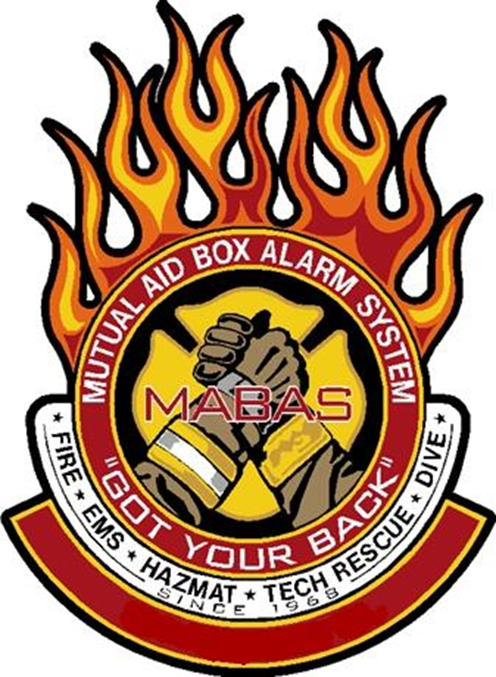 MUTUAL AID BOX ALARM SYSTEM
MABAS
"GOT YOUR BACK"
★ FIRE ★ EMS ★ HAZMAT ★ TECH RESCUE ★ DIVE ★
SINCE 1968